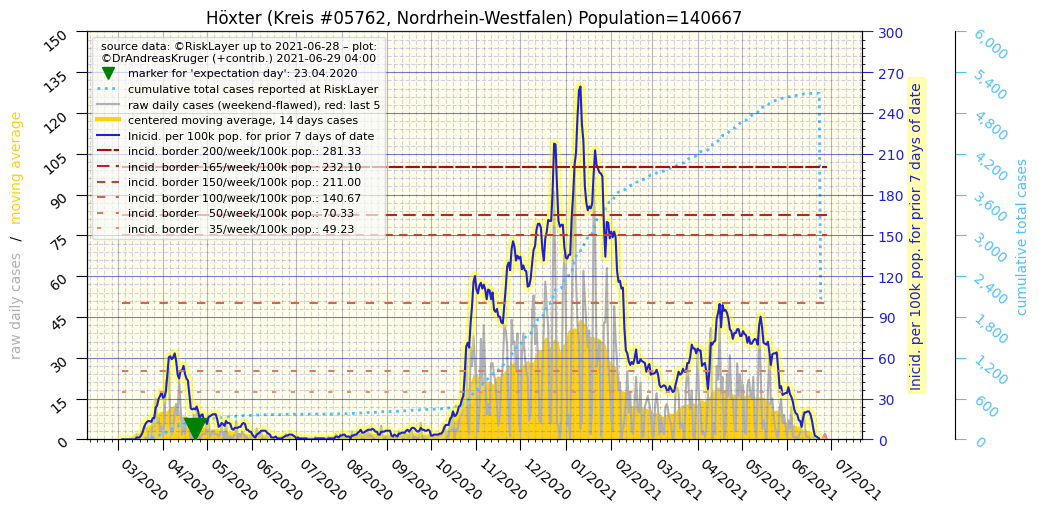 Höxter (Kreis #05762, Nordrhein-Westfalen) Population=140667
source data: ©RiskLayer up to 2021-06-28 – plot:
©DrAndreasKruger (+contrib.) 2021-06-29 04:00
marker for 'expectation day': 23.04.2020
cumulative total cases reported at RiskLayer
raw daily cases (weekend-flawed), red: last 5
centered moving average, 14 days cases
Inicid. per 100k pop. for prior 7 days of date
incid. border 200/week/100k pop.: 281.33
incid. border 165/week/100k pop.: 232.10
incid. border 150/week/100k pop.: 211.00
incid. border 100/week/100k pop.: 140.67
incid. border 50/week/100k pop.: 70.33
incid. border 35/week/100k pop.: 49.23
raw daily cases / moving average
150
135
120
105
90
75
60
45
30
15
0
03/2020
04/2020
05/2020
06/2020
07/2020
08/2020
09/2020
10/2020
11/2020
12/2020
01/2021
02/2021
03/2021
04/2021
05/2021
06/2021
07/2021
300
270
240
210
180
150
120
90
60
30
0
Inicid. per 100k pop. for prior 7 days of date
6,000
5,400
4,800
4,200
3,600
3,000
2,400
1,800
1,200
600
0
cumulative total cases